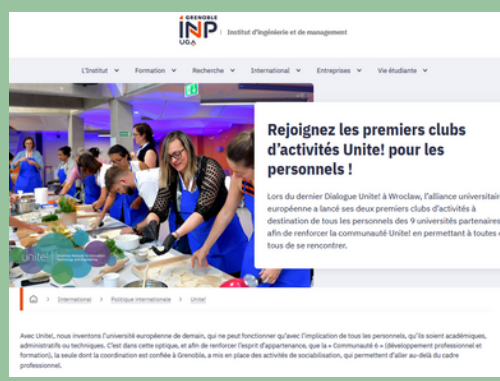 GRENOBLE
INP
UGA
Institut d'ingénierie et de management
L'Institut Formation Recherche International Entreprises Vie étudiante
Rejoignez les premiers clubs
d'activités Unite! pour les
personnels !
Lors du dernier Dialogue Unite! à Wroclaw, l'alliance universitair
européenne a lancé ses deux premiers clubs d'activités à
destination de tous les personnels des 9 universités partenaires
afin de renforcer la communauté Unite! en permettant à toutes e
tous de se rencontrer.
unite!
International > Politique internationale > Unite!
Avec Unite!, nous inventons l'université européenne de demain, qui ne peut fonctionner qu'avec l'implication de tous les personnels, qu'ils soient académiques,
administratifs ou techniques. C'est dans cette optique, et afin de renforcer l'esprit d'appartenance, que la « Communauté 6 » (développement professionnel et
formation), la seule dont la coordination est confiée à Grenoble, a mis en place des activités de socialisation, qui permettent d'aller au-delà du cadre
professionnel.